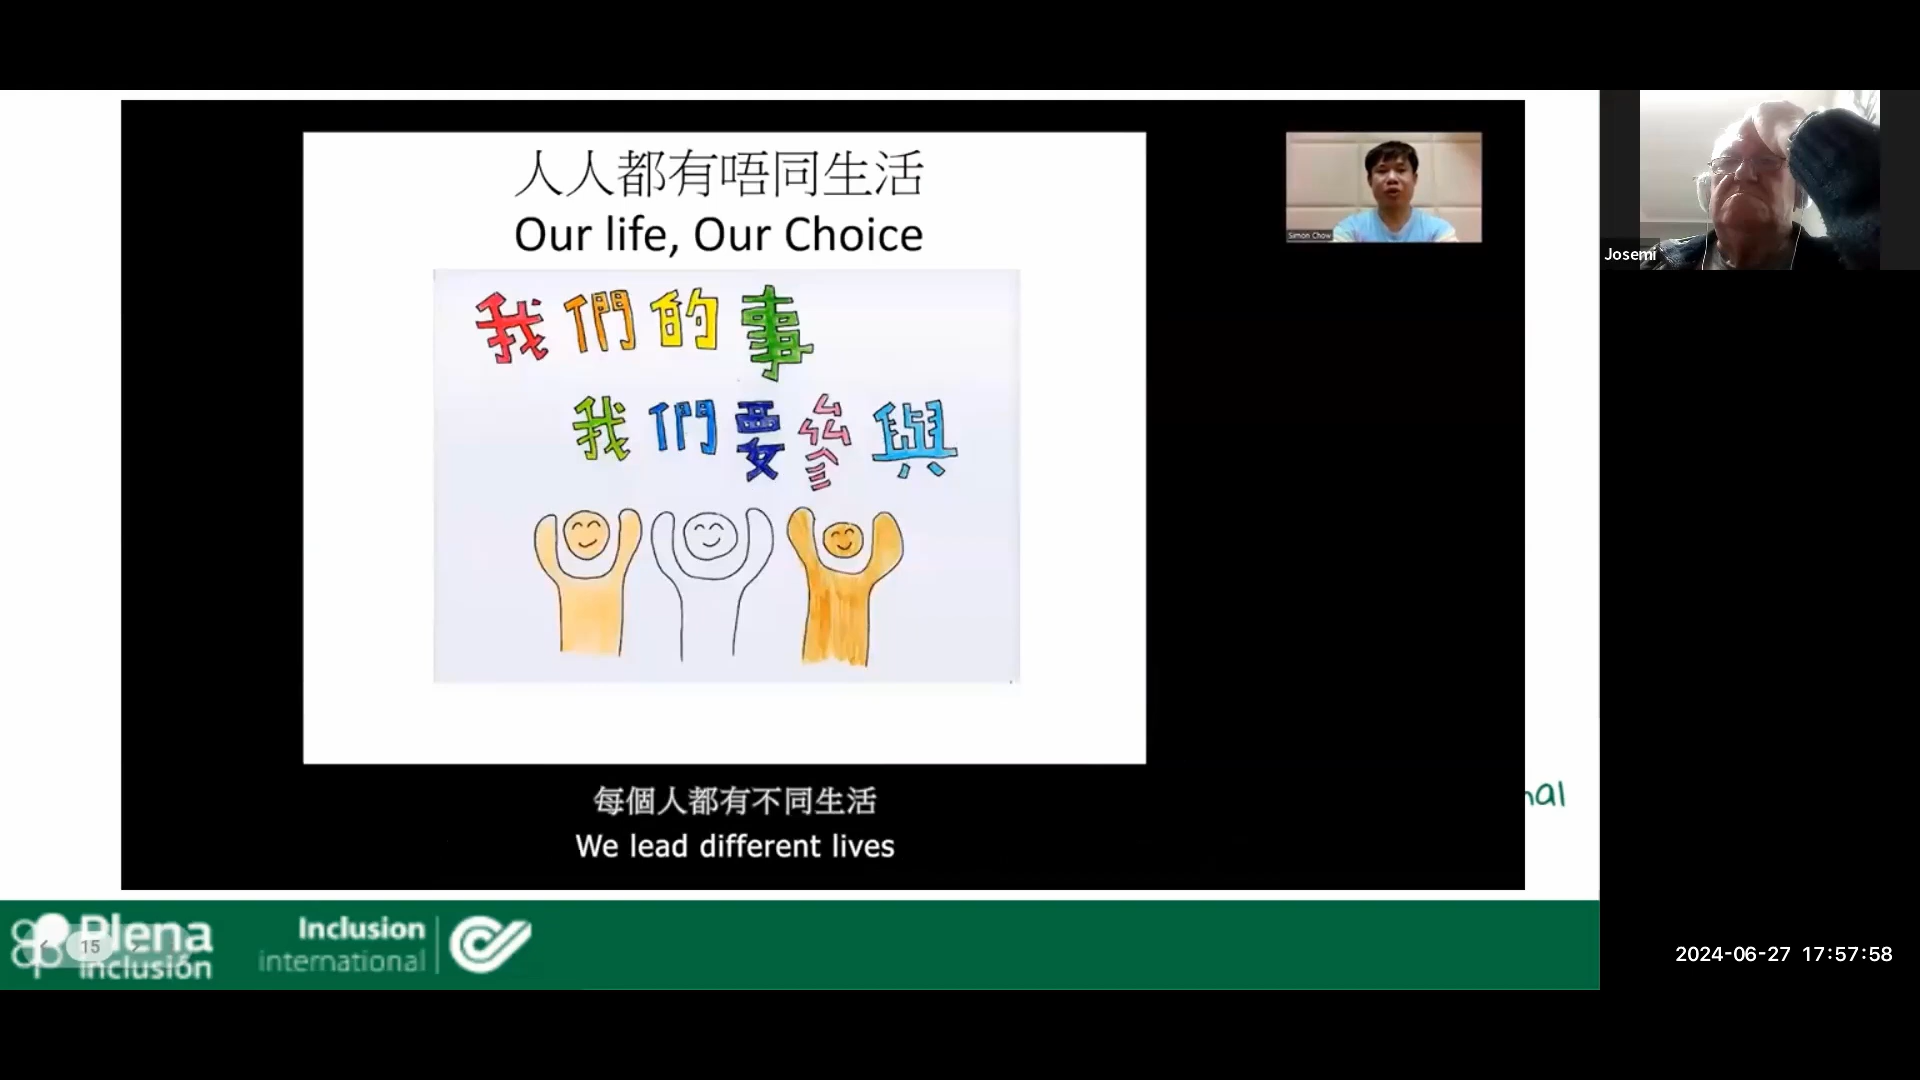 人人都有唔同生活
Our life, Our Choice
我們的事
我們要參與
每個人都有不同生活
We lead different lives
Simon Chow
Josemi
nal
Plena
inclusión
15
Inclusion
international
2024-06-27 17:57:58